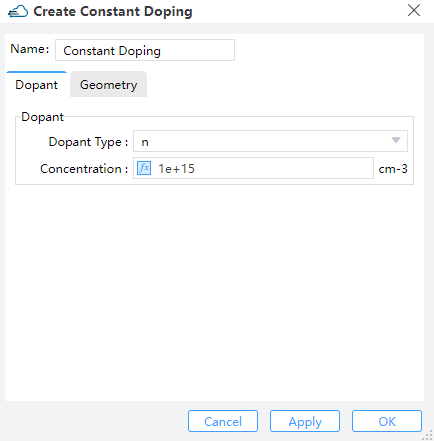 Create Constant Doping
Name: Constant Doping
Dopant Geometry
Dopant
Dopant Type : n
Concentration : fx 1e+15 cm-3
Cancel Apply OK